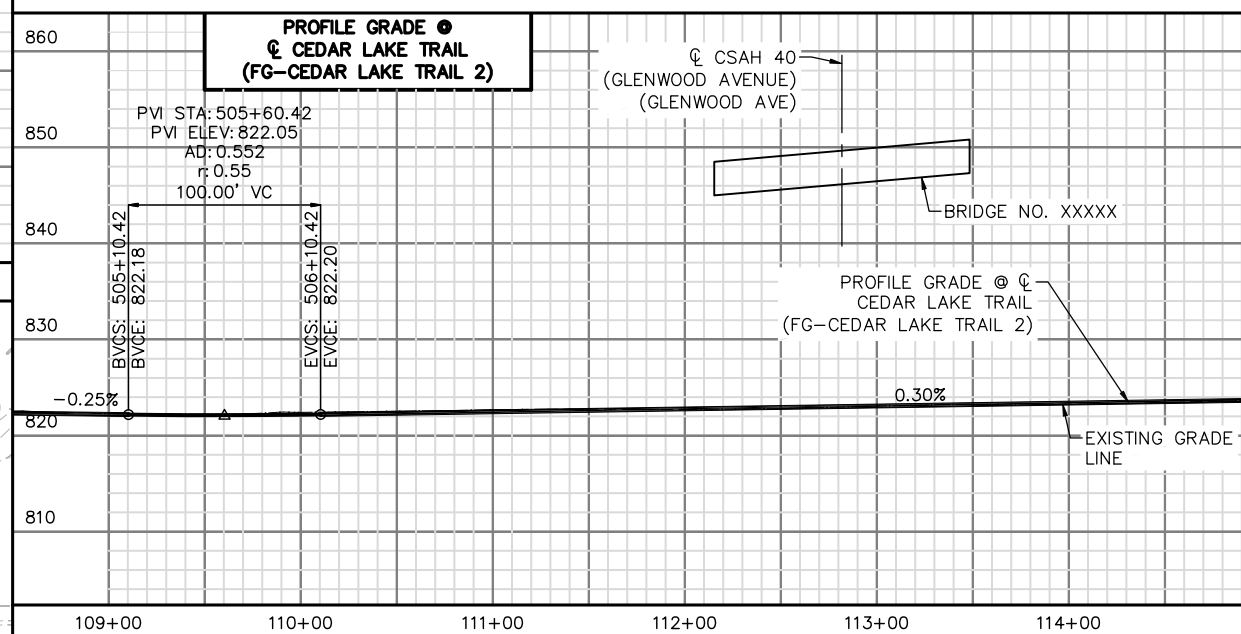 PROFILE GRADE @
℄ CEDAR LAKE TRAIL
(FG-CEDAR LAKE TRAIL 2)
860
850
840
830
820
810
PVI STA: 505+60.42
PVI ELEV: 822.05
AD: 0.552
r: 0.55
100.00' VC
BVCS: 505+10.42
BVCE: 822.18
EVCS: 506+10.42
EVCE: 822.20
-0.25%
℄ CSAH 40
(GLENWOOD AVENUE)
(GLENWOOD AVE)
BRIDGE NO. XXXXX
PROFILE GRADE @ ℄
CEDAR LAKE TRAIL
(FG-CEDAR LAKE TRAIL 2)
0.30%
EXISTING GRADE
LINE
109+00
110+00
111+00
112+00
113+00
114+00